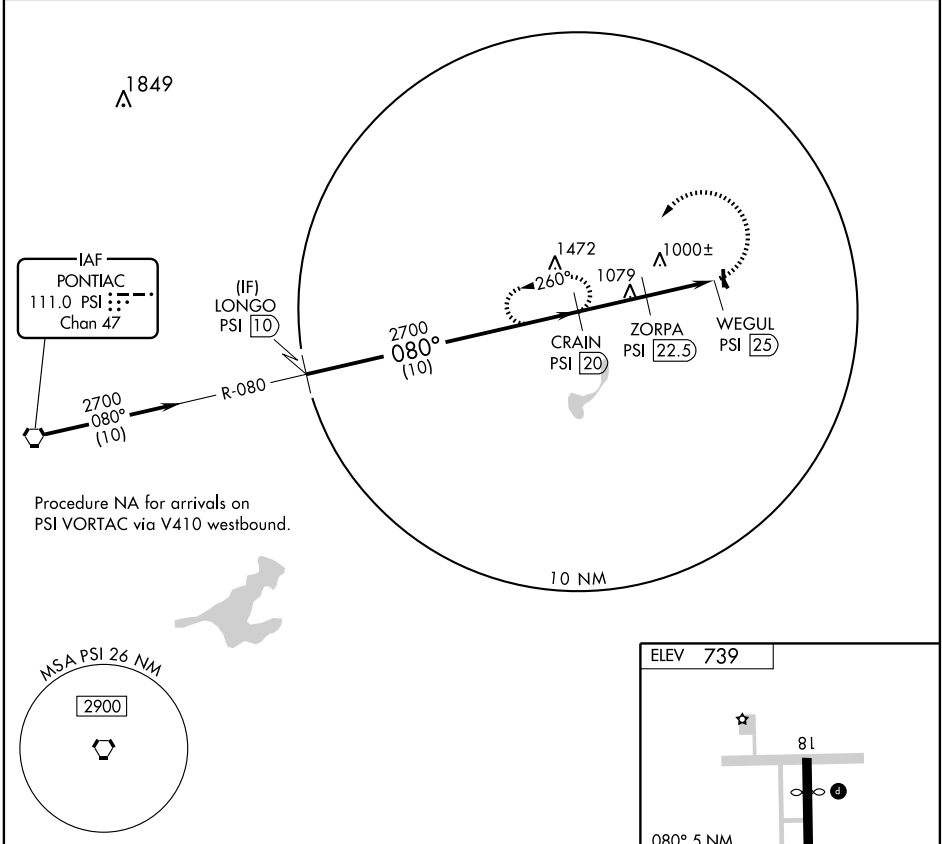 1849
IAF
PONTIAC
111.0 PSI
Chan 47
(IF)
LONGO
PSI 10
2700
080°
(10)
R-080
2700
080°
(10)
1472
260°
1079
1000±
CRAIN
PSI 20
ZORPA
PSI 22.5
WEGUL
PSI 25
Procedure NA for arrivals on
PSI VORTAC via V410 westbound.
10 NM
MSA PSI 26 NM
2900
ELEV 739
18
P
080° 5 NM